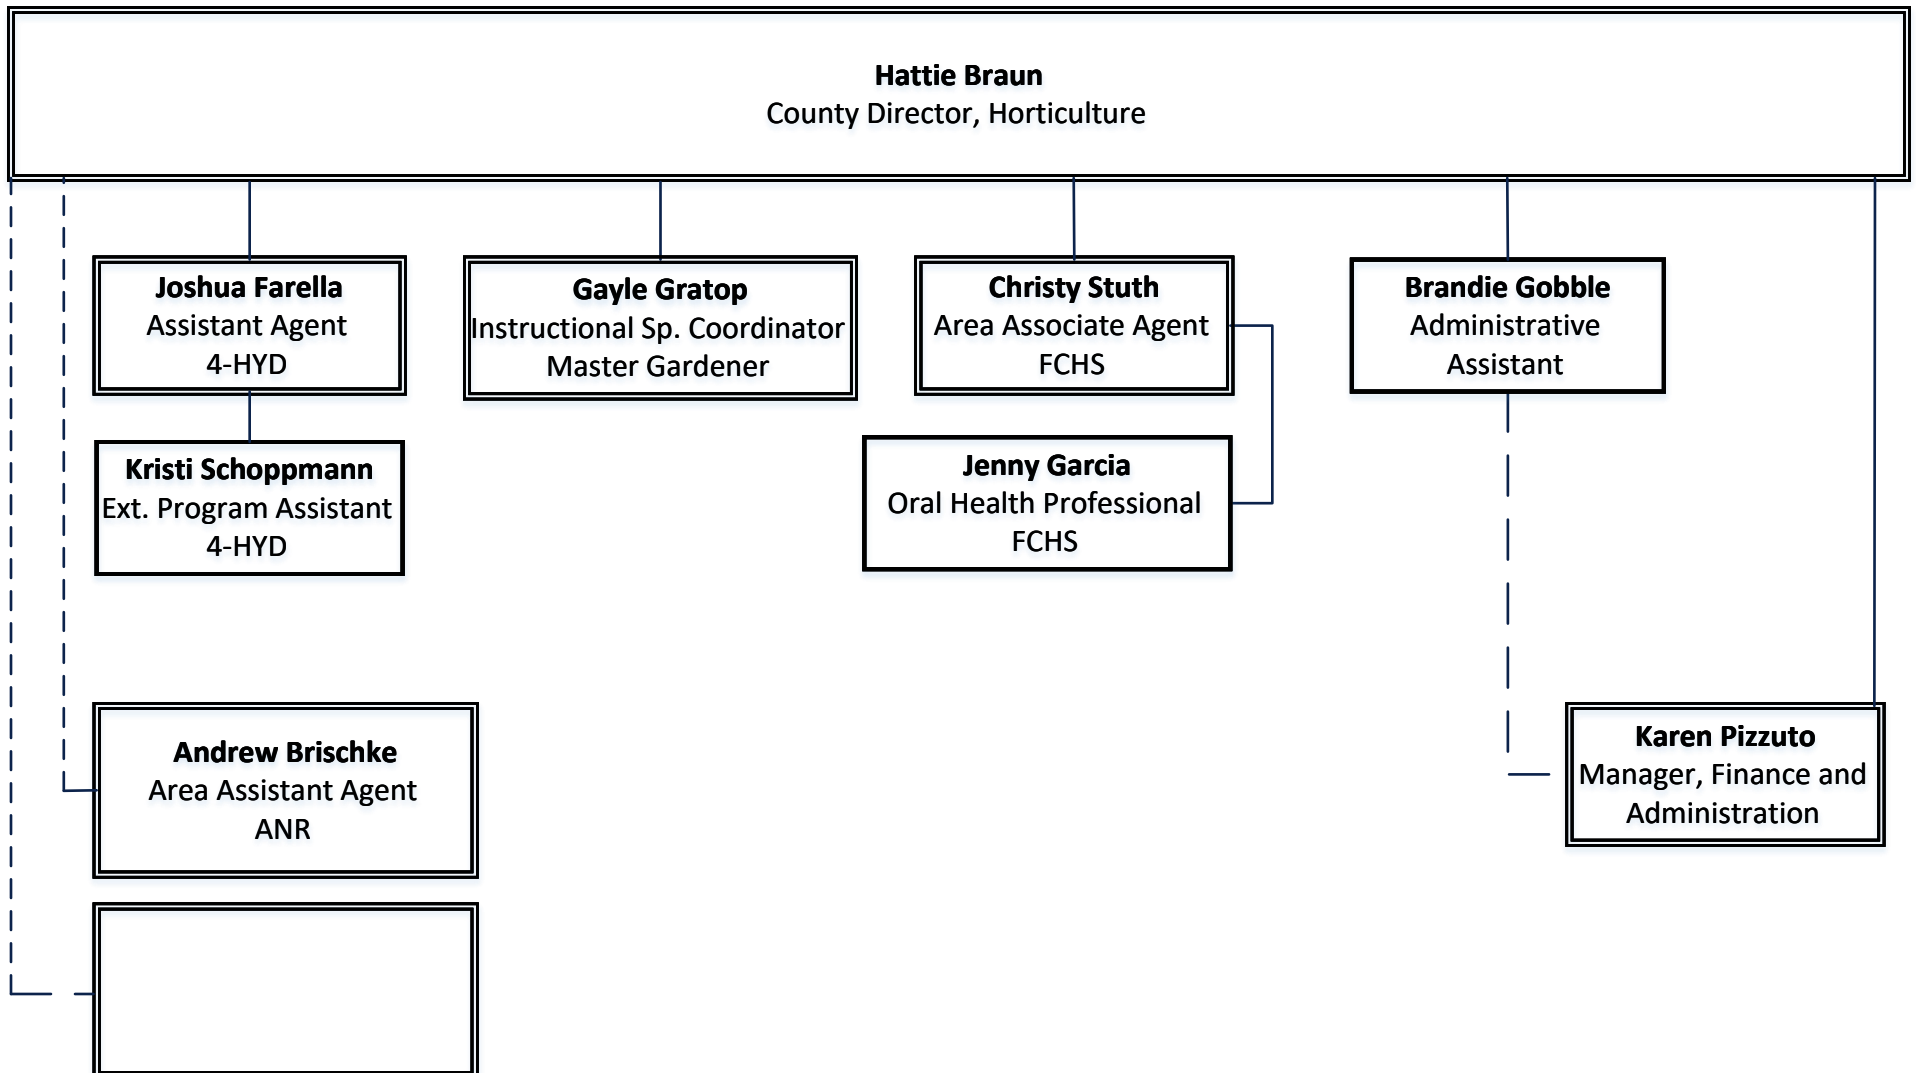 Hattie Braun
County Director, Horticulture
Joshua Farella
Assistant Agent
4-HYD
Gayle Gratop
Instructional Sp. Coordinator
Master Gardener
Christy Stuth
Area Associate Agent
FCHS
Brandie Gobble
Administrative
Assistant
Kristi Schoppmann
Ext. Program Assistant
4-HYD
Jenny Garcia
Oral Health Professional
FCHS
Andrew Brischke
Area Assistant Agent
ANR
Karen Pizzuto
Manager, Finance and
Administration